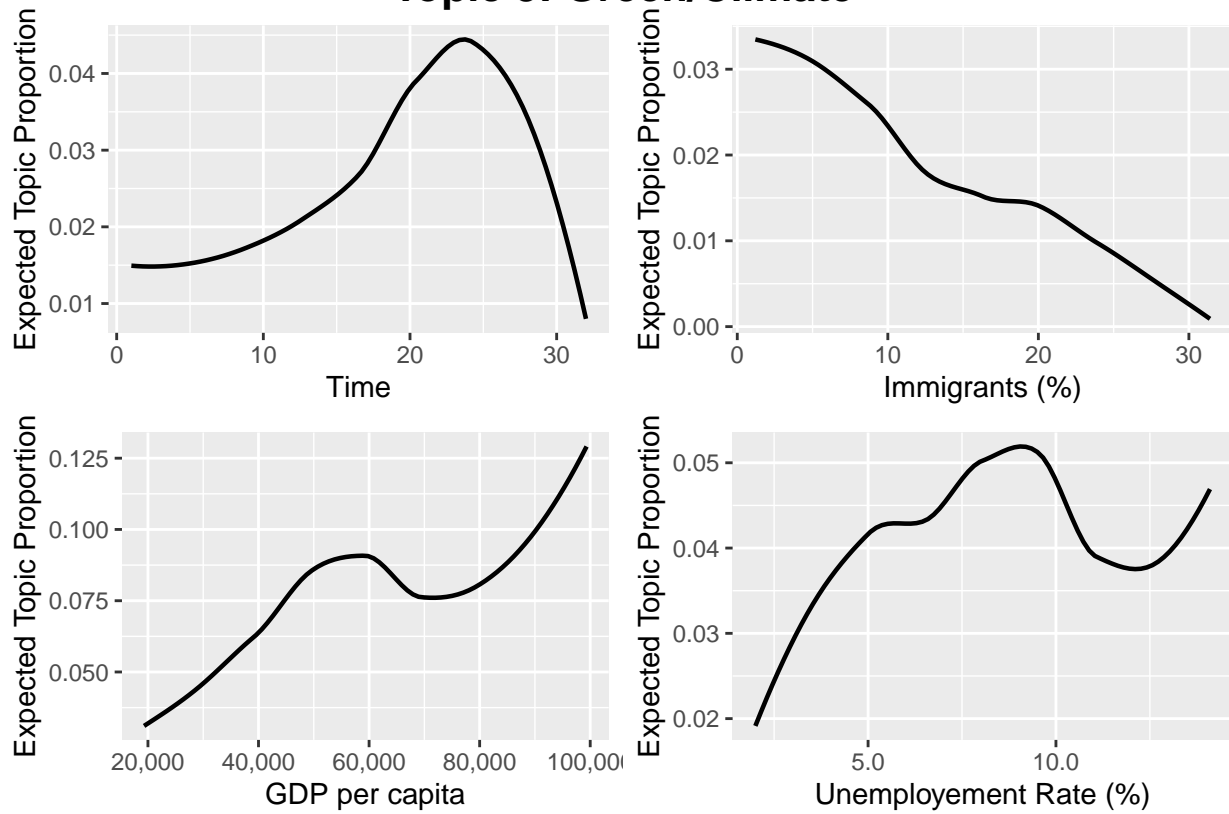 Expected Topic Proportion
0.04
0.03
0.02
0.01
0 10 20 30
Time
Expected Topic Proportion
0.03
0.02
0.01
0.00
0 10 20 30
Immigrants (%)
Expected Topic Proportion
0.125
0.100
0.075
0.050
20,000 40,000 60,000 80,000
GDP per capita
Expected Topic Proportion
0.05
0.04
0.03
0.02
5.0 10.0
Unemployement Rate (%)